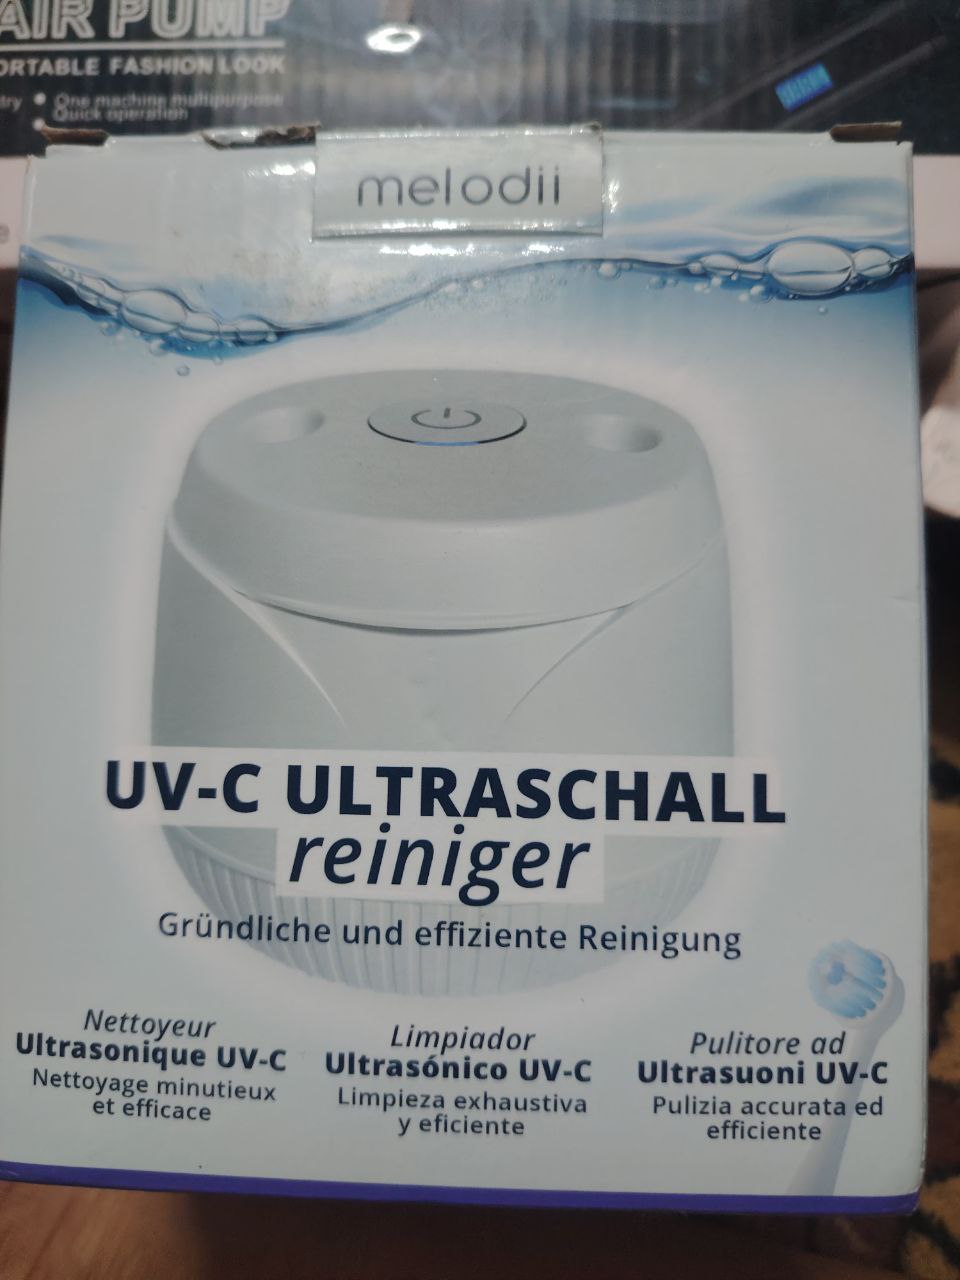 AIR PUMP
PORTABLE FASHION LOOK
try • One machine multipurpose
• Quick operation
melodii
UV-C ULTRASCHALL
reiniger
Gründliche und effiziente Reinigung
Nettoyeur
Ultrasonique UV-C
Nettoyage minutieux
et efficace
Limpiador
Ultrasónico UV-C
Limpieza exhaustiva
y eficiente
Pulitore ad
Ultrasuoni UV-C
Pulizia accurata ed
efficiente